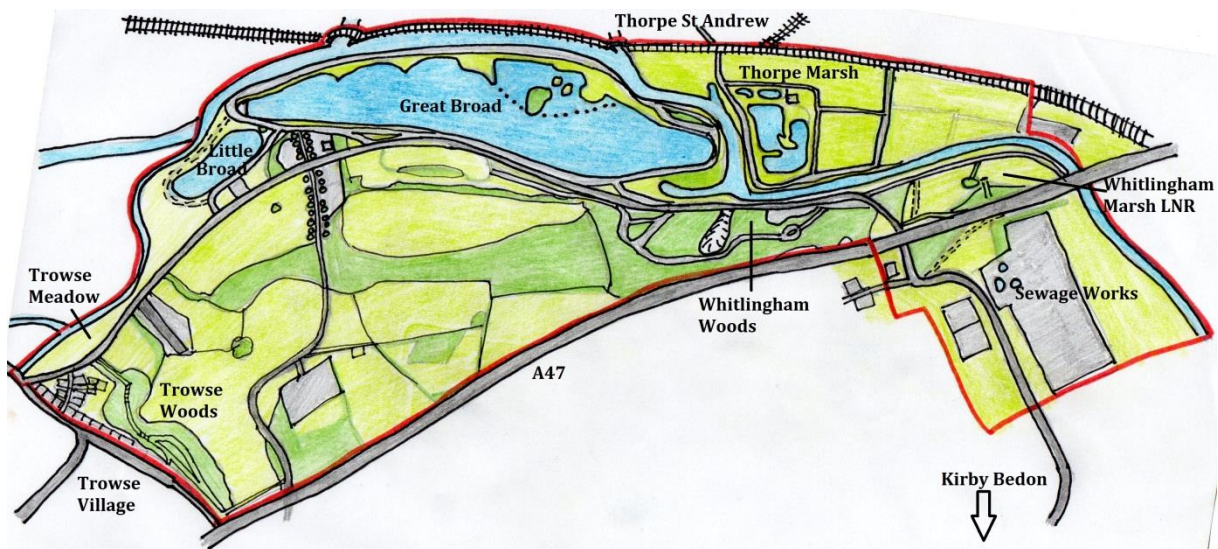 Thorpe St Andrew
Thorpe Marsh
Great Broad
Little
Broad
Whitlingham
Marsh LNR
Trowse
Meadow
Whitlingham
Woods
Sewage Works
A47
Trowse
Woods
Trowse
Village
Kirby Bedon